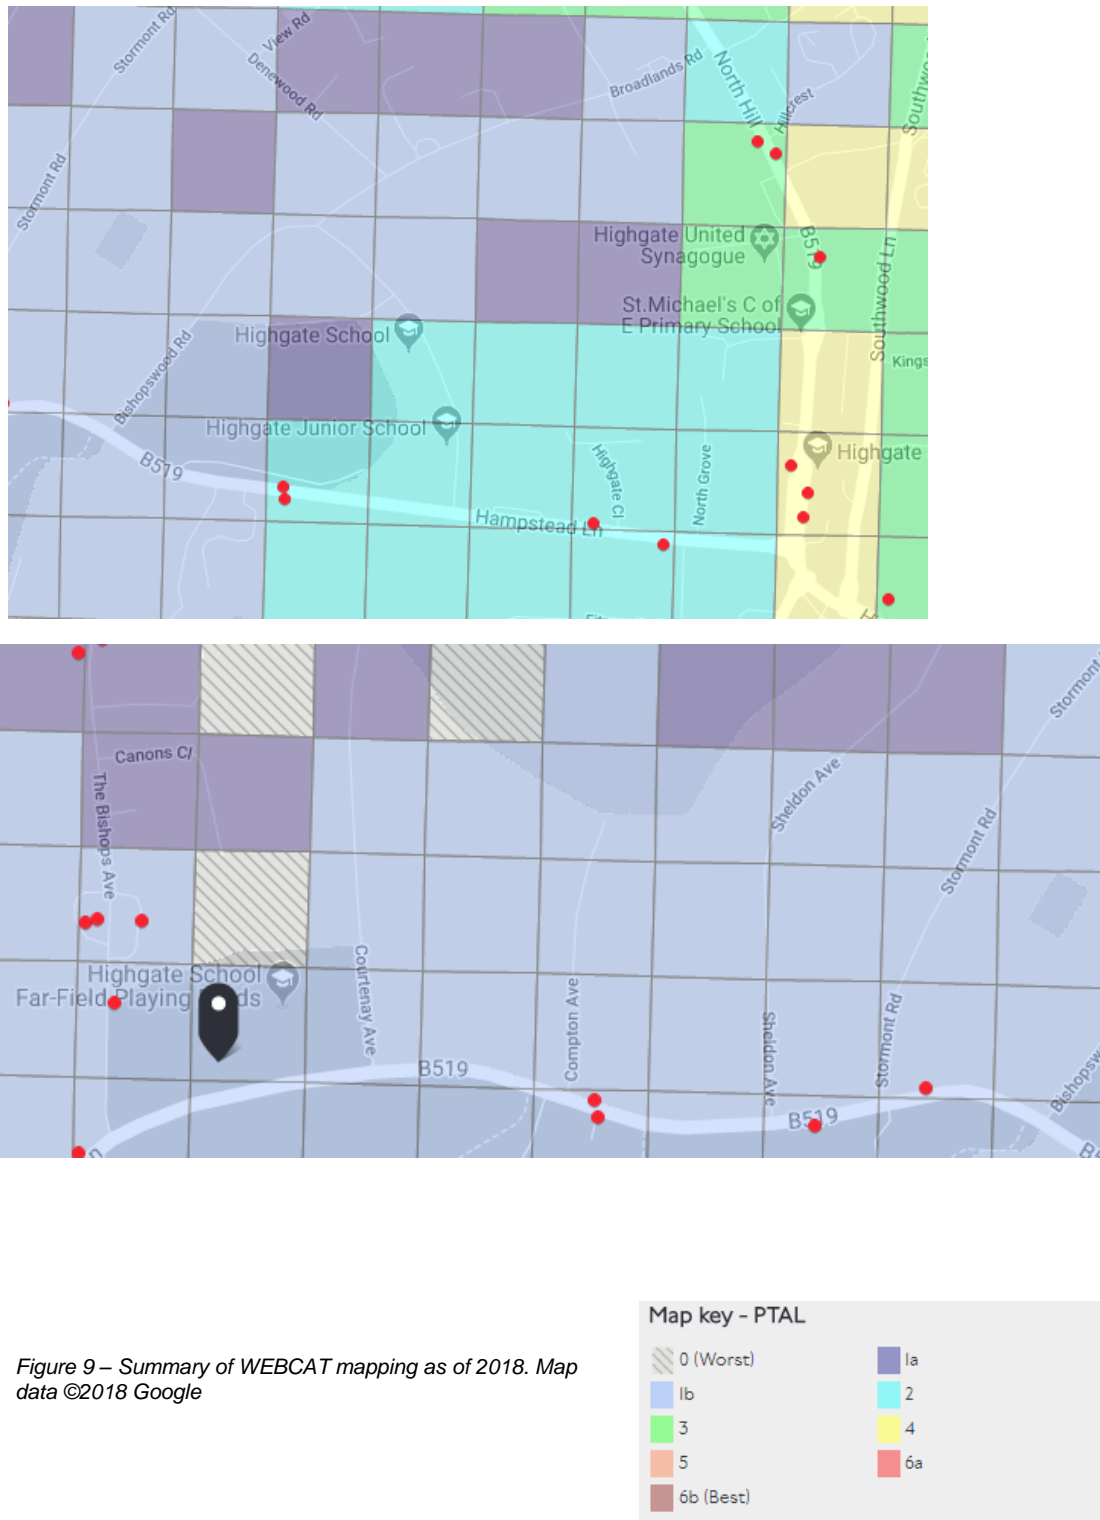 Stormont Rd
View Rd
Denewood Rd
Broadlands Rd
North Hill
Hillcrest
Stormont Rd
Highgate United
Synagogue
B519
Southwood Ln
St.Michael's C of
E Primary School
Highgate School
Kings
Bishopswood Rd
Highgate Junior School
Highgate
B519
Highgate Cl
North Grove
Hampstead Ln
Stormont
Canons Cl
The Bishops Ave
Sheldon Ave
Stormont Rd
Highgate School
Far-Field Playing
ds
Courtenay Ave
Compton Ave
Sheldon Ave
Stormont Rd
Bishopsw
B519
B519
Map key - PTAL
0 (Worst)
1a
1b
2
3
4
5
6a
6b (Best)
Figure 9 – Summary of WEBCAT mapping as of 2018. Map
data ©2018 Google